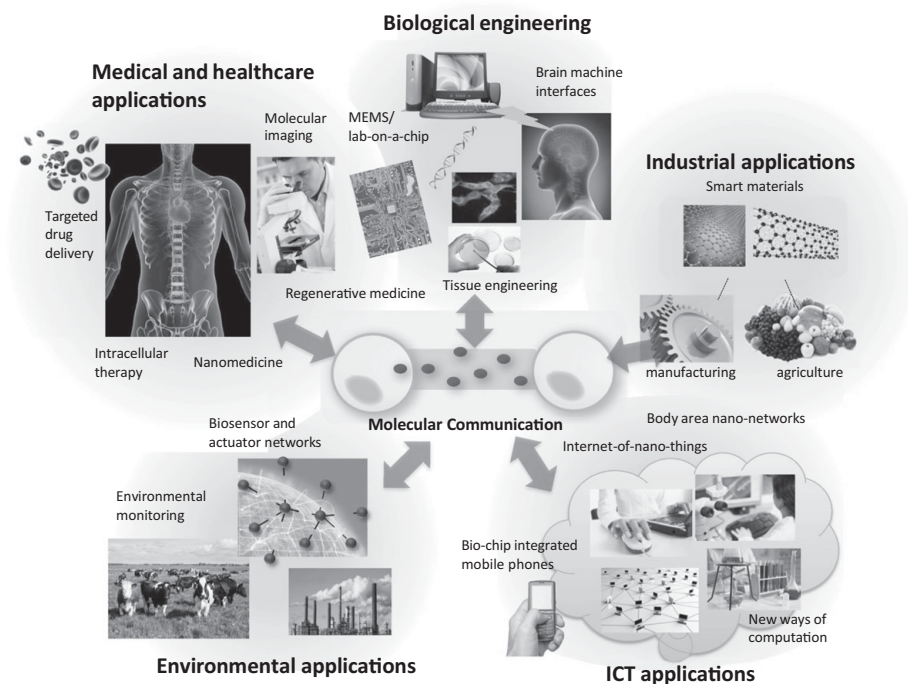 Biological engineering
Brain machine
interfaces
MEMS/
lab-on-a-chip
Tissue engineering
Medical and healthcare
applications
Molecular
imaging
Targeted
drug
delivery
Regenerative medicine
Intracellular
therapy
Nanomedicine
Industrial applications
Smart materials
manufacturing
agriculture
Molecular Communication
Biosensor and
actuator networks
Environmental
monitoring
Environmental applications
Body area nano-networks
Internet-of-nano-things
Bio-chip integrated
mobile phones
New ways of
computation
ICT applications